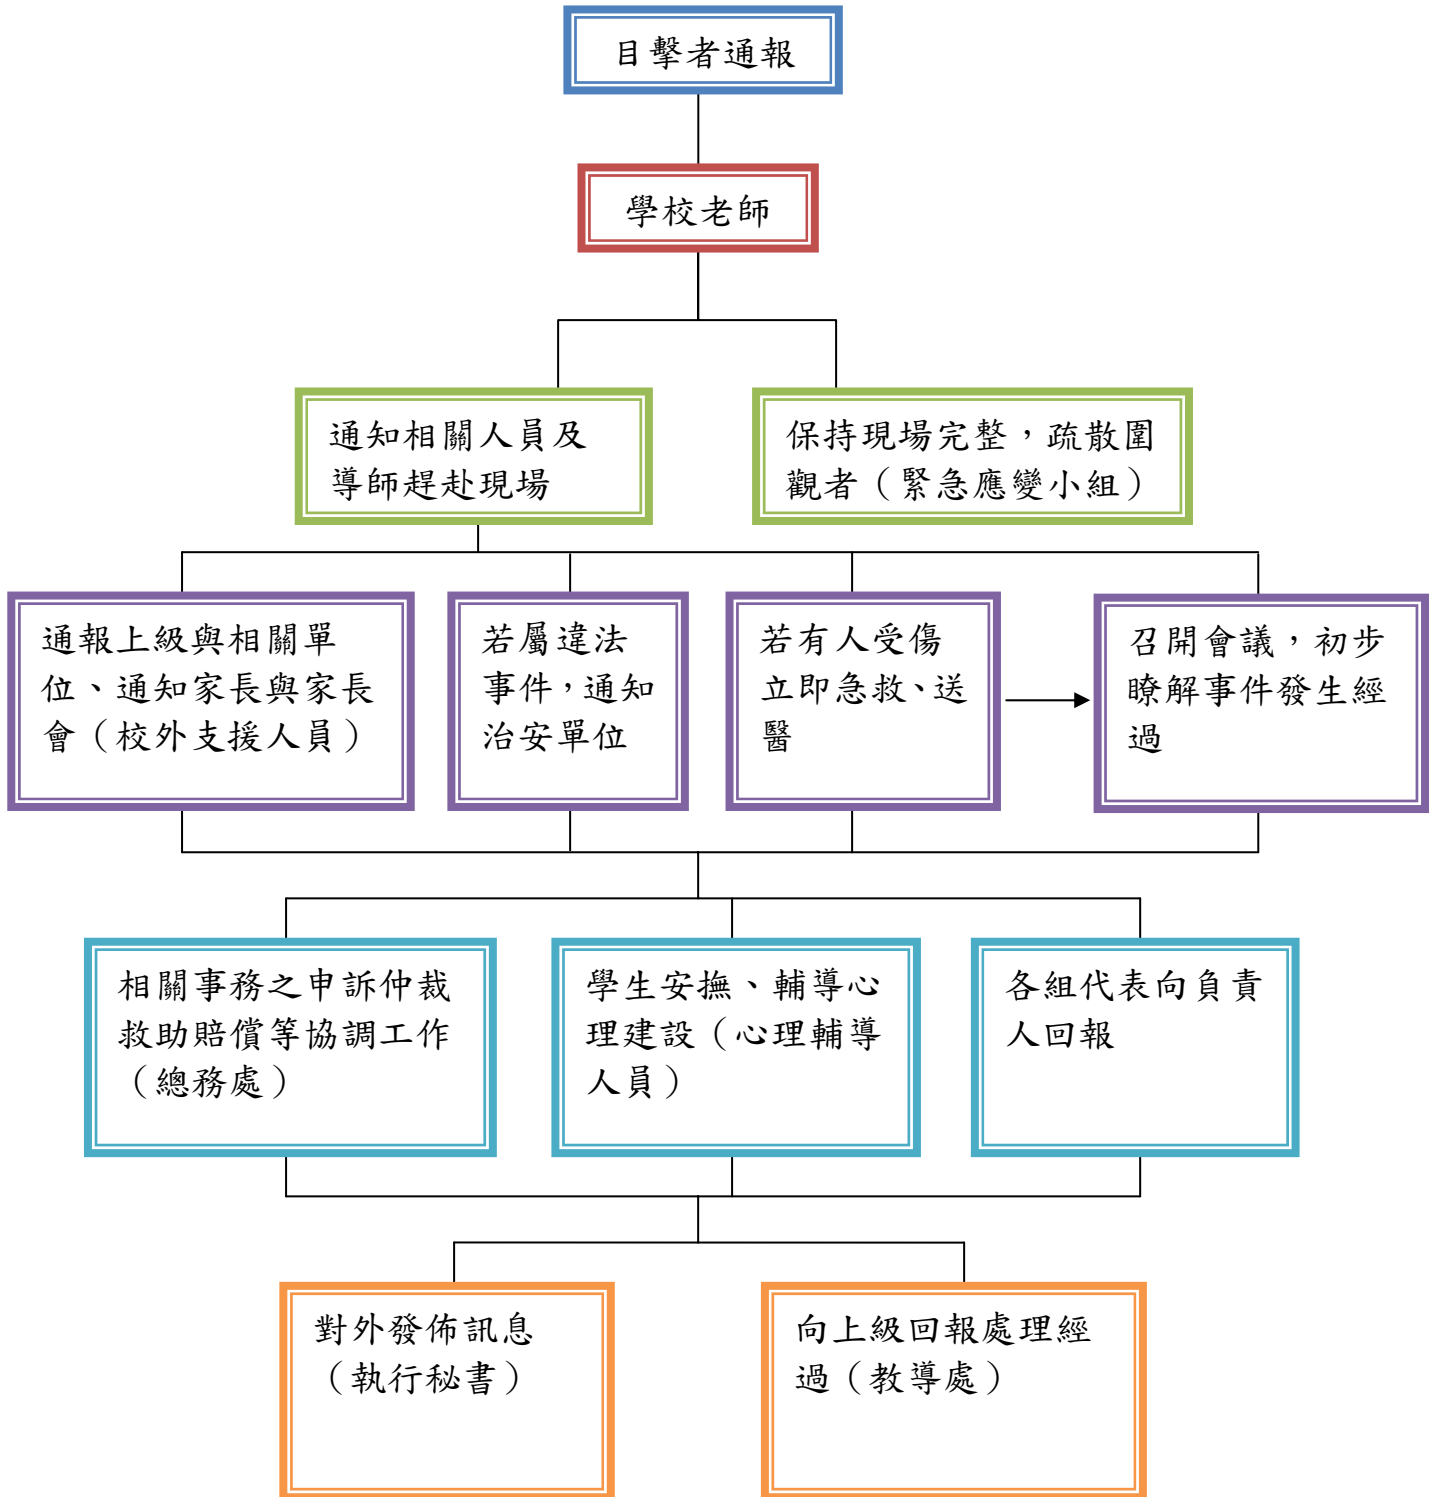 目擊者通報
學校老師
通知相關人員及
導師趕赴現場
保持現場完整，疏散圍
觀者（緊急應變小組）
通報上級與相關單
位、通知家長與家長
會（校外支援人員）
若屬違法
事件，通知
治安單位
若有人受傷
立即急救、送
醫
召開會議，初步
瞭解事件發生經
過
相關事務之申訴仲裁
救助賠償等協調工作
（總務處）
學生安撫、輔導心
理建設（心理輔導
人員）
各組代表向負責
人回報
對外發佈訊息
（執行秘書）
向上級回報處理經
過（教導處）